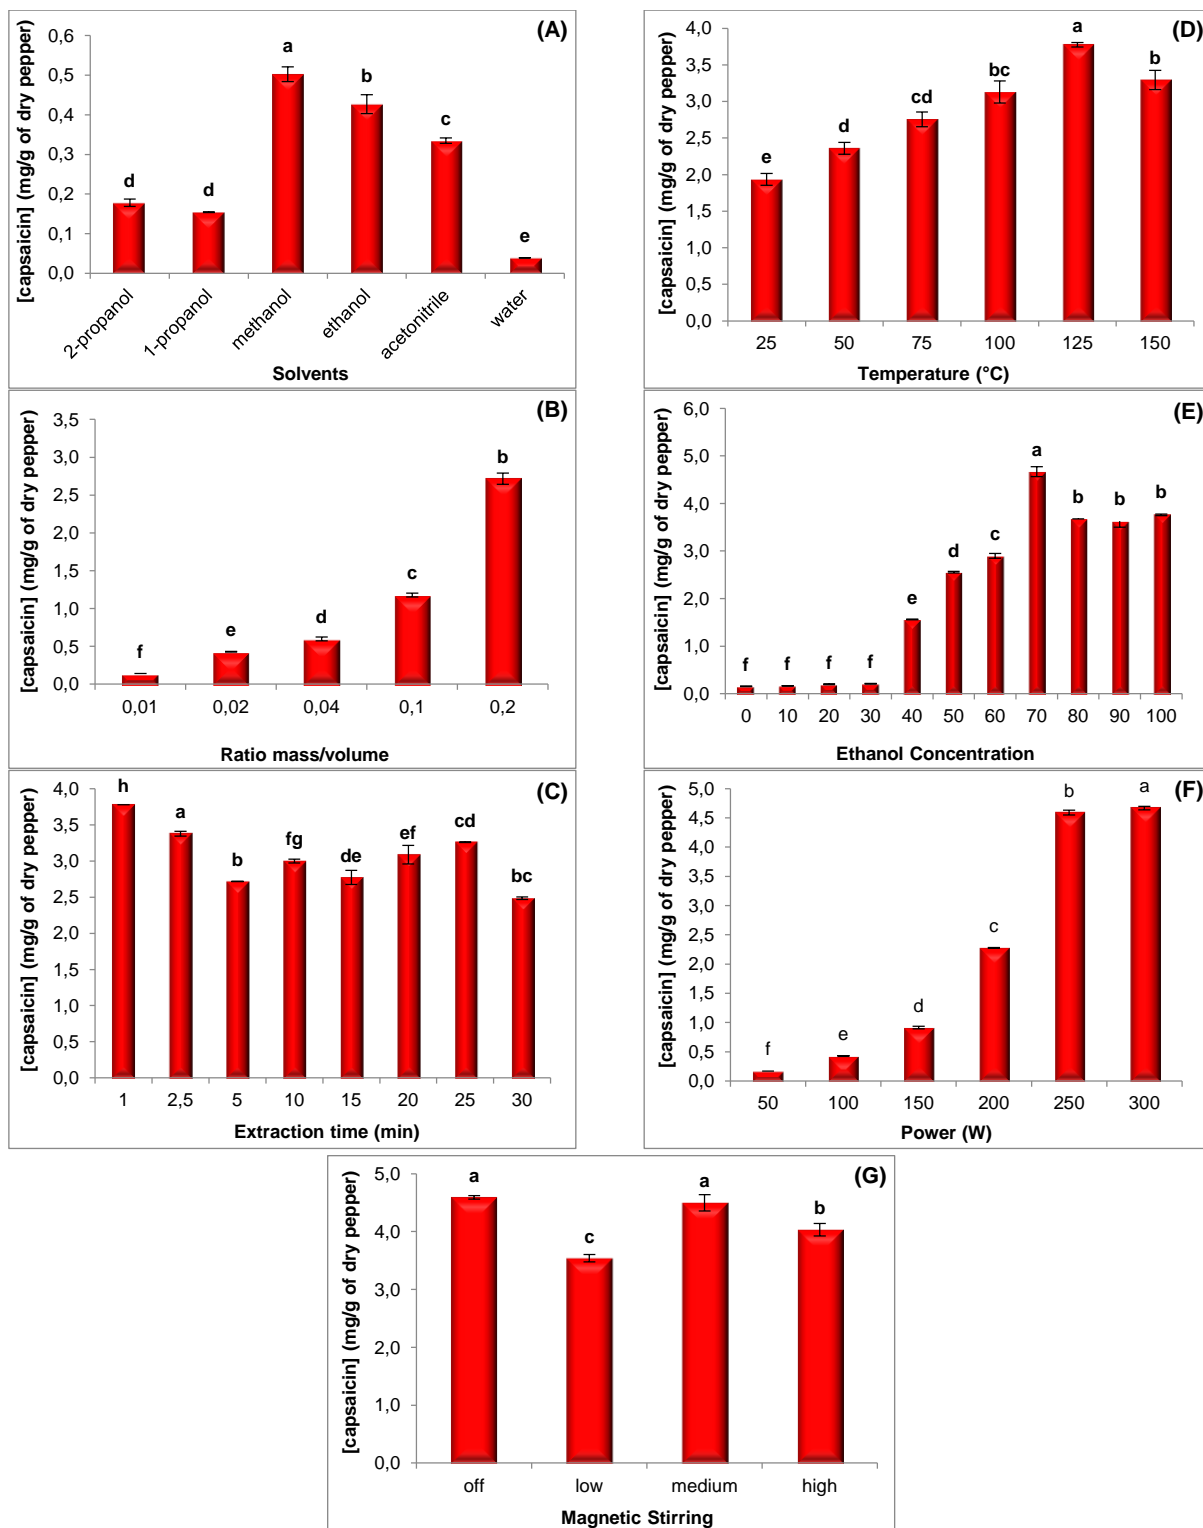 (A)
[capsaicin] (mg/g of dry pepper)
0,6
0,5
0,4
0,3
0,2
0,1
0,0
d
d
a
b
c
e
2-propanol
1-propanol
methanol
ethanol
acetonitrile
water
Solvents
(D)
[capsaicin] (mg/g of dry pepper)
4,0
3,5
3,0
2,5
2,0
1,5
1,0
0,5
0,0
e
d
cd
bc
a
b
25 50 75 100 125 150
Temperature (°C)
(B)
[capsaicin] (mg/g of dry pepper)
3,5
3,0
2,5
2,0
1,5
1,0
0,5
0,0
f
e
d
c
b
0,01 0,02 0,04 0,1 0,2
Ratio mass/volume
(E)
[capsaicin] (mg/g of dry pepper)
6,0
5,0
4,0
3,0
2,0
1,0
0,0
f
f
f
f
e
d
c
a
b
b
b
0 10 20 30 40 50 60 70 80 90 100
Ethanol Concentration
(C)
[capsaicin] (mg/g of dry pepper)
4,0
3,5
3,0
2,5
2,0
1,5
1,0
0,5
0,0
h
a
b
fg
de
ef
cd
bc
1 2,5 5 10 15 20 25 30
Extraction time (min)
(F)
[capsaicin] (mg/g of dry pepper)
5,0
4,5
4,0
3,5
3,0
2,5
2,0
1,5
1,0
0,5
0,0
f
e
d
c
b
a
50 100 150 200 250 300
Power (W)
(G)
[capsaicin] (mg/g of dry pepper)
5,0
4,0
3,0
2,0
1,0
0,0
a
c
a
b
off low medium high
Magnetic Stirring